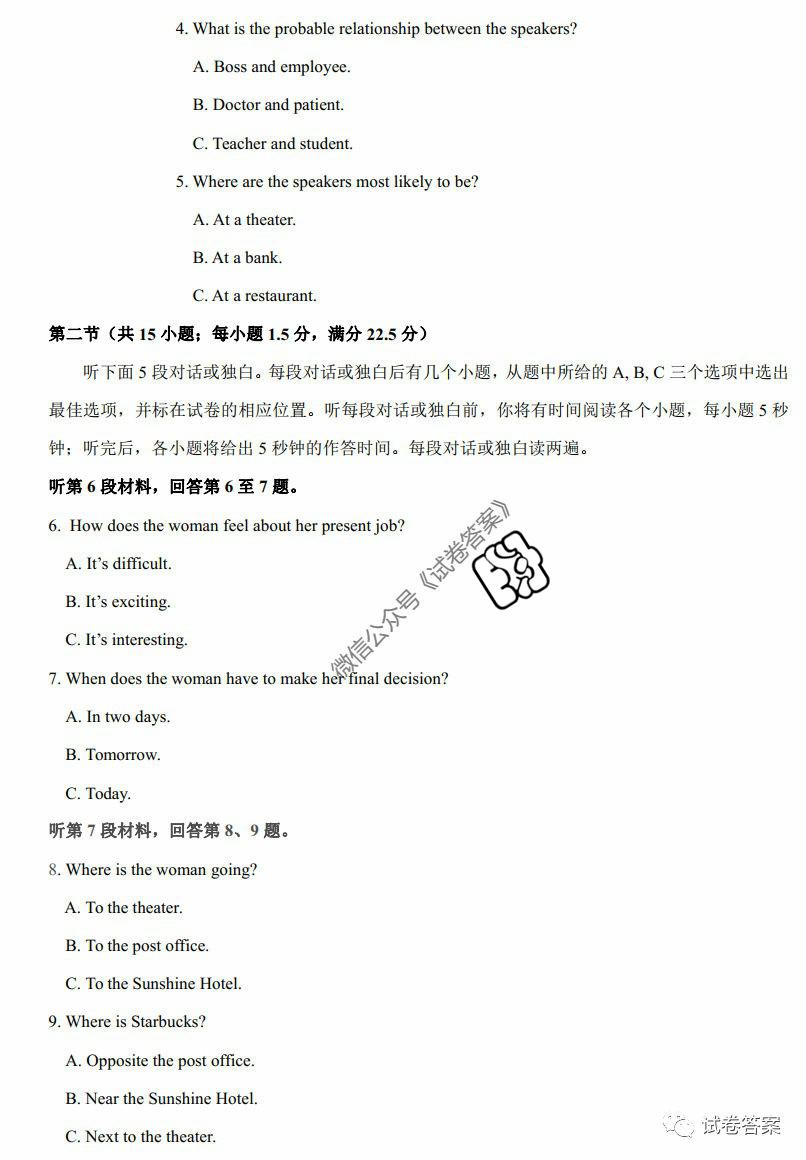 4. What is the probable relationship between the speakers?
A. Boss and employee.
B. Doctor and patient.
C. Teacher and student.
5. Where are the speakers most likely to be?
A. At a theater.
B. At a bank.
C. At a restaurant.
第二节（共 15 小题；每小题 1.5 分，满分 22.5 分）
听下面 5 段对话或独白。每段对话或独白后有几个小题，从题中所给的 A, B, C 三个选项中选出
最佳选项，并标在试卷的相应位置。听每段对话或独白前，你将有时间阅读各个小题，每小题 5 秒
钟；听完后，各小题将给出 5 秒钟的作答时间。每段对话或独白读两遍。
听第 6 段材料，回答第 6 至 7 题。
6. How does the woman feel about her present job?
A. It's difficult.
B. It's exciting.
C. It's interesting.
微信公众号《试卷答案》
7. When does the woman have to make her final decision?
A. In two days.
B. Tomorrow.
C. Today.
听第 7 段材料，回答第 8、9 题。
8. Where is the woman going?
A. To the theater.
B. To the post office.
C. To the Sunshine Hotel.
9. Where is Starbucks?
A. Opposite the post office.
B. Near the Sunshine Hotel.
C. Next to the theater.
试卷答案